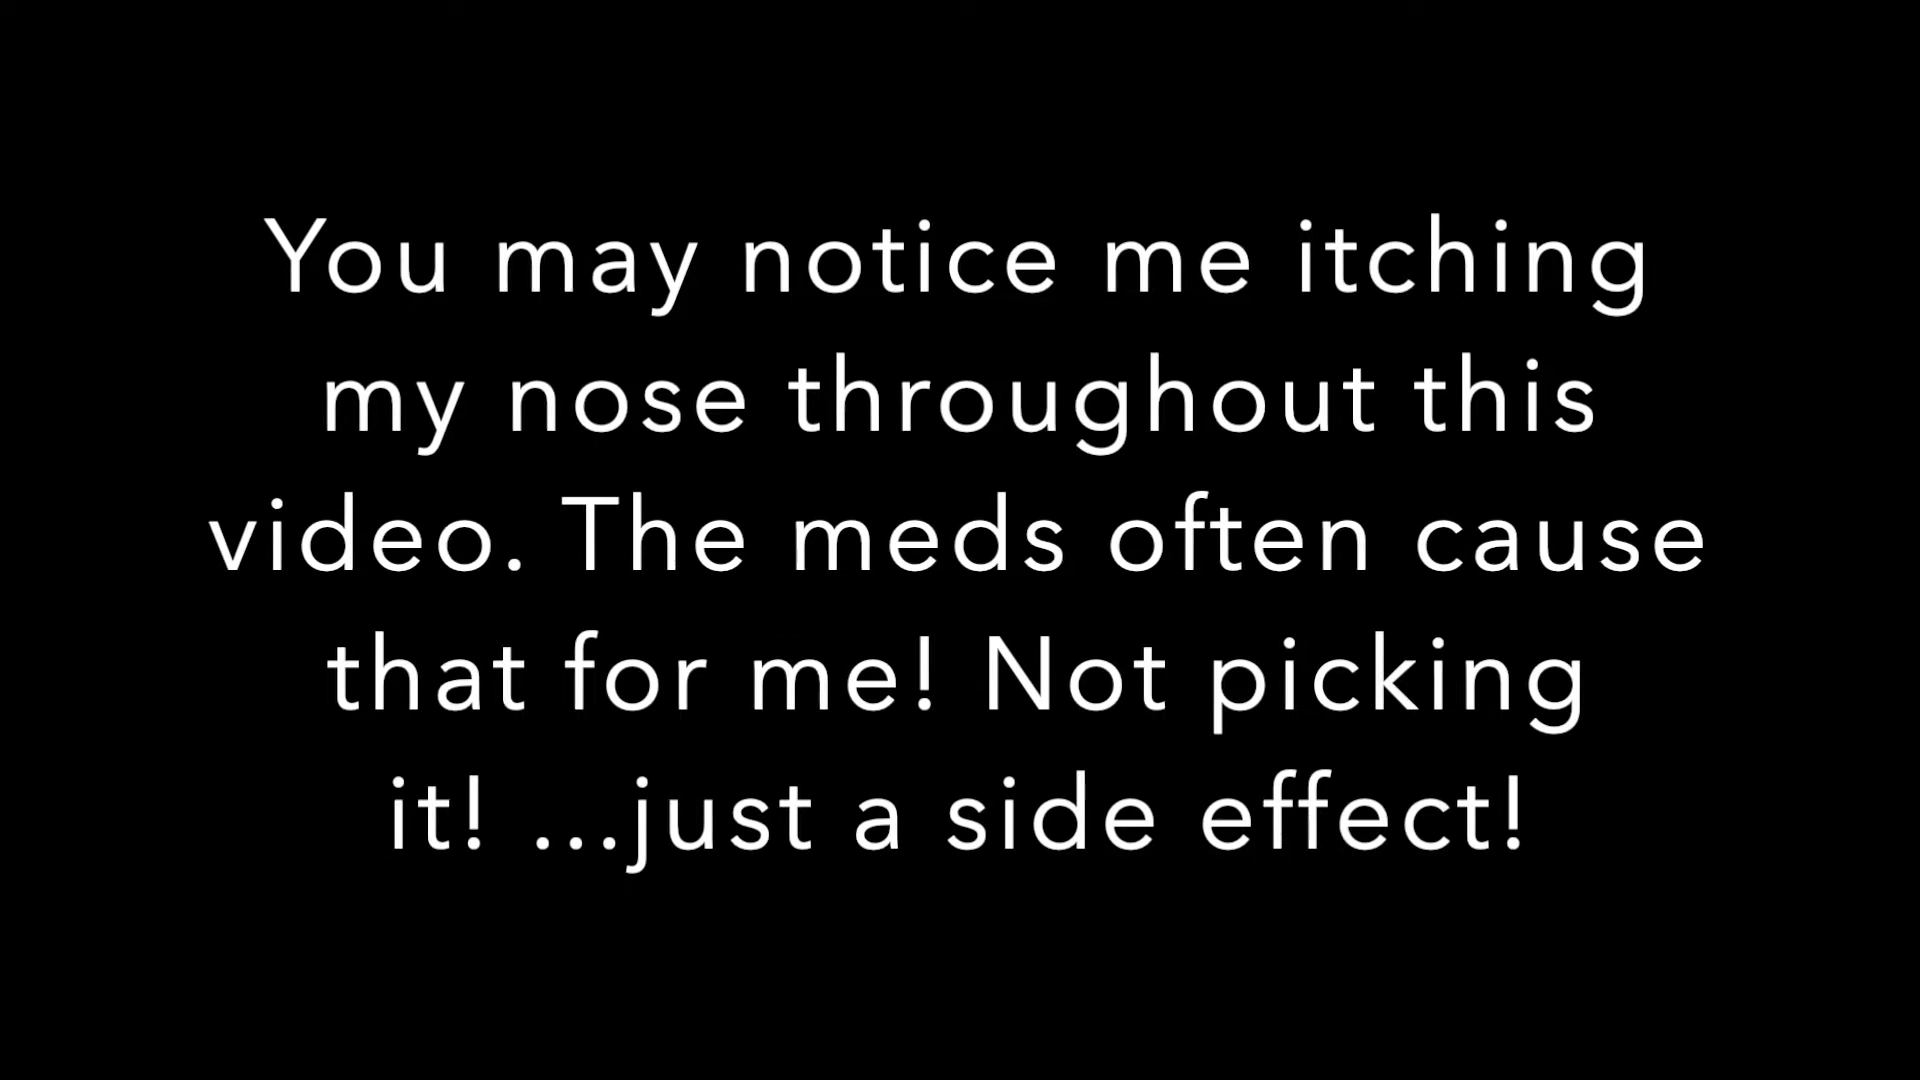 You may notice me itching
my nose throughout this
video. The meds often cause
that for me! Not picking
it! ...just a side effect!